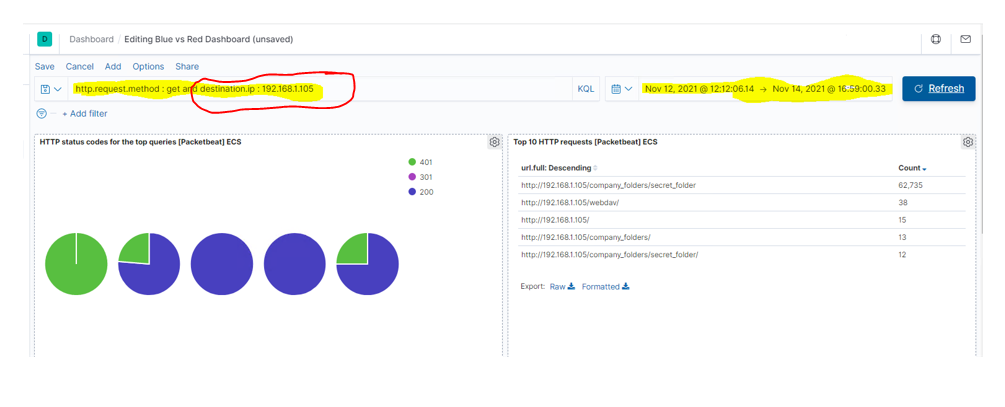 D Dashboard / Editing Blue vs Red Dashboard (unsaved)
Save Cancel Add Options Share
http.request.method : get and destination.ip : 192.168.1.105 KQL Nov 12, 2021 @ 12:12:06.14 → Nov 14, 2021 @ 16:59:00.33 Refresh
+ Add filter
HTTP status codes for the top queries [Packetbeat] ECS
401
301
200
Top 10 HTTP requests [Packetbeat] ECS
url.full: Descending Count
http://192.168.1.105/company_folders/secret_folder 62,735
http://192.168.1.105/webdav/ 38
http://192.168.1.105/ 15
http://192.168.1.105/company_folders/ 13
http://192.168.1.105/company_folders/secret_folder/ 12
Export: Raw Formatted